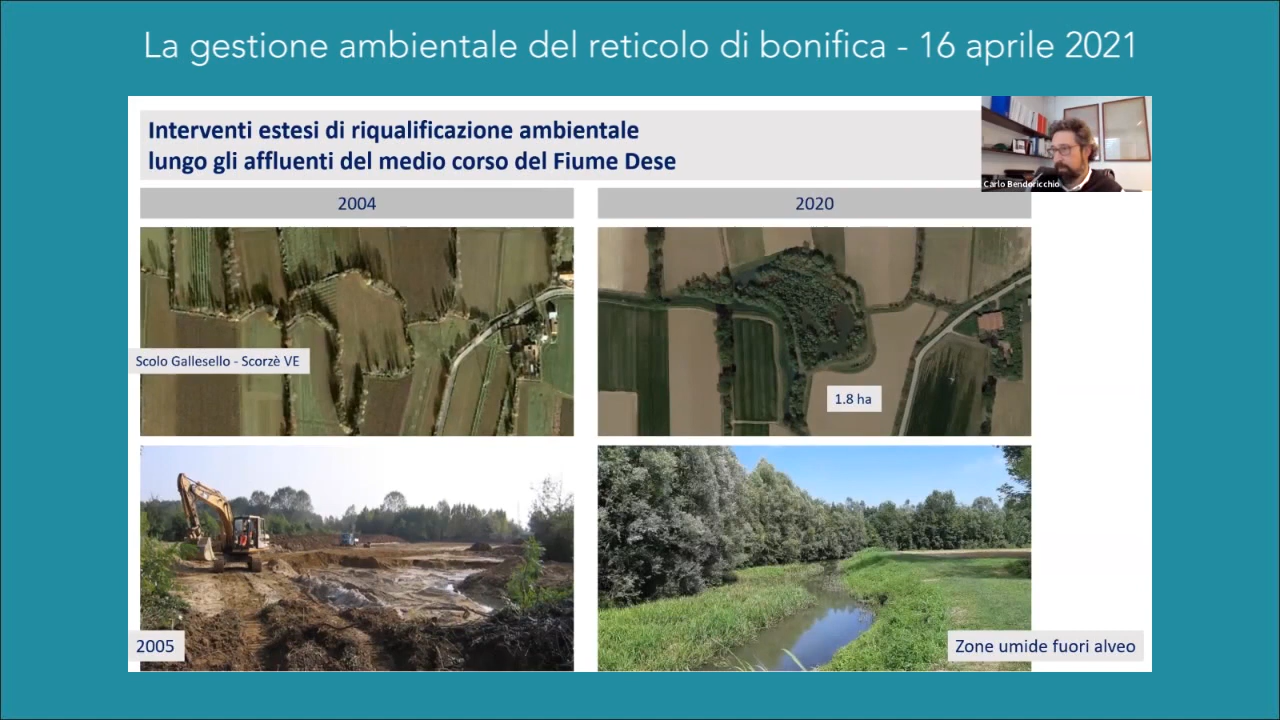 La gestione ambientale del reticolo di bonifica - 16 aprile 2021
Interventi estesi di riqualificazione ambientale
lungo gli affluenti del medio corso del Fiume Dese
Carlo Bendoricchio
2004
2020
Scolo Gallesello - Scorzè VE
1.8 ha
2005
Zone umide fuori alveo